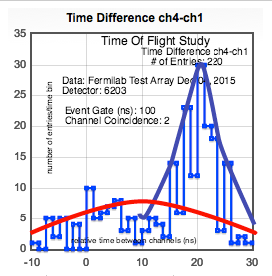 Time Difference ch4-ch1
Time Of Flight Study
Time Difference ch4-ch1
# of Entries: 220
Data: Fermilab Test Array Dec 04, 2015
Detector: 6203
Event Gate (ns): 100
Channel Coincidence: 2
number of entries/time bin
35
30
25
20
15
10
5
0
relative time between channels (ns)
-10
0
10
20
30